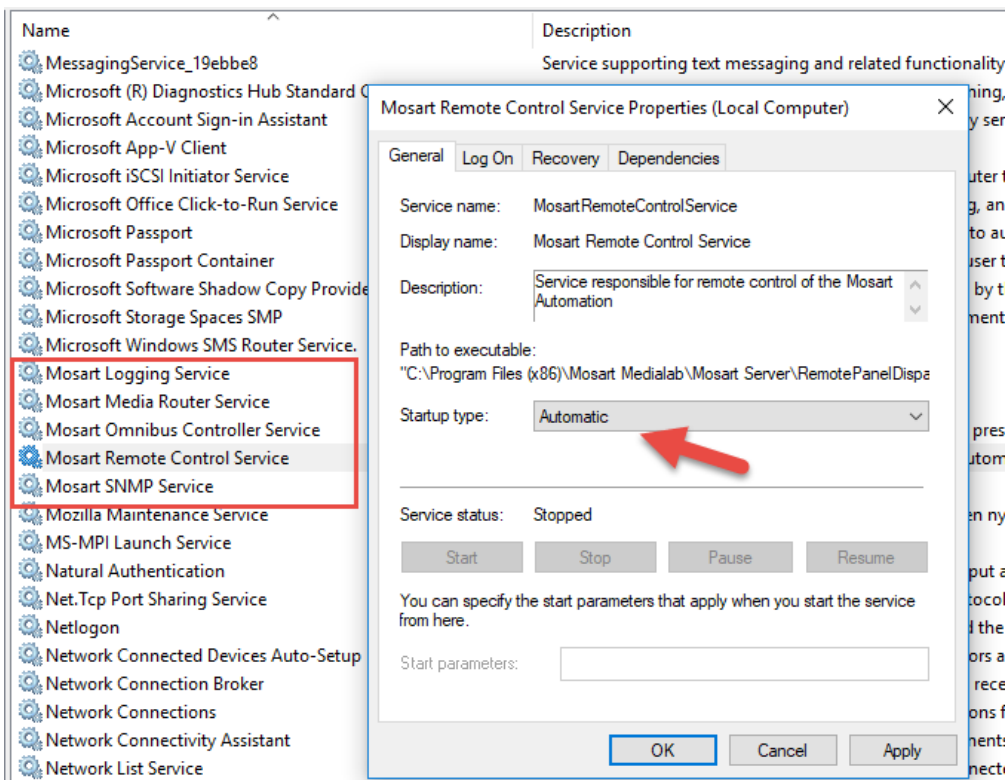 Name Description
MessagingService_19ebbe8 Service supporting text messaging and related functionality
Microsoft (R) Diagnostics Hub Standard
Microsoft Account Sign-in Assistant
Microsoft App-V Client
Microsoft iSCSI Initiator Service
Microsoft Office Click-to-Run Service
Microsoft Passport
Microsoft Passport Container
Microsoft Software Shadow Copy Provide
Microsoft Storage Spaces SMP
Microsoft Windows SMS Router Service.
Mosart Logging Service
Mosart Media Router Service
Mosart Omnibus Controller Service
Mosart Remote Control Service
Mosart SNMP Service
Mozilla Maintenance Service
MS-MPI Launch Service
Natural Authentication
Net.Tcp Port Sharing Service
Netlogon
Network Connected Devices Auto-Setup
Network Connection Broker
Network Connections
Network Connectivity Assistant
Network List Service
Mosart Remote Control Service Properties (Local Computer)
General Log On Recovery Dependencies
Service name: MosartRemoteControlService
Display name: Mosart Remote Control Service
Description: Service responsible for remote control of the Mosart
Automation
Path to executable:
"C:\Program Files (x86)\Mosart Medialab\Mosart Server\RemotePanelDispa
Startup type: Automatic
Service status: Stopped
Start Stop Pause Resume
You can specify the start parameters that apply when you start the service
from here.
Start parameters:
OK Cancel Apply